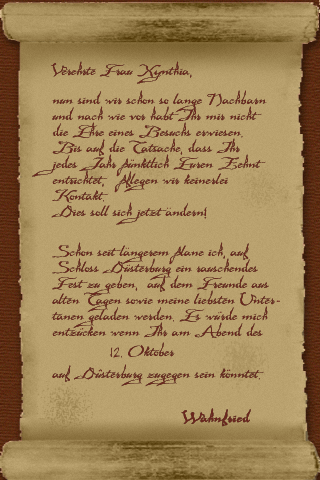 Verehrte Frau Xynthia,
nun sind wir schon so lange Nachbarn
und nach wie vor habt Ihr mir nicht
die Ehre eines Besuchs erwiesen.
Bis auf die Tatsache, dass Ihr
jedes Jahr pünktlich Euren Zehnt
entrichtet, pflegen wir keinerlei
Kontakt.
Dies soll sich jetzt ändern!
Schon seit längerem plane ich, auf
Schloss Düsterburg ein rauschendes
Fest zu geben, auf dem Freunde aus
alten Tagen sowie meine liebsten Unter-
tanen geladen werden. Es würde mich
entzücken wenn Ihr am Abend des
12. Oktober
auf Düsterburg zugegen sein könntet.
Wahnfried